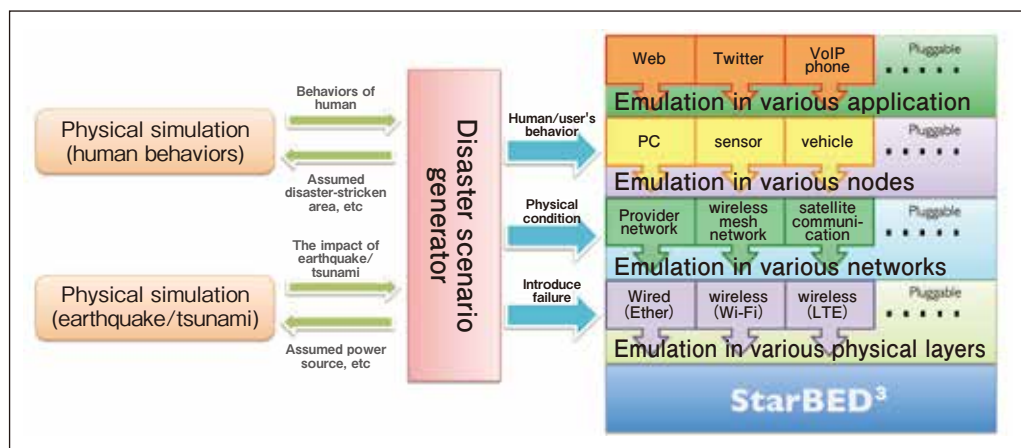 Physical simulation
(human behaviors)
Physical simulation
(earthquake/tsunami)
Behaviors of
human
Assumed
disaster-stricken
area, etc
The impact of
earthquake/
tsunami
Assumed power
source, etc
Disaster scenario
generator
Human/user's
behavior
Physical
condition
Introduce
failure
Web
Twitter
VoIP
phone
Pluggable
.....
Emulation in various application
PC
sensor
vehicle
Pluggable
.....
Emulation in various nodes
Provider
network
wireless
mesh
network
satellite
communi-
cation
Pluggable
.....
Emulation in various networks
Wired
(Ether)
wireless
(Wi-Fi)
wireless
(LTE)
Pluggable
.....
Emulation in various physical layers
StarBED³